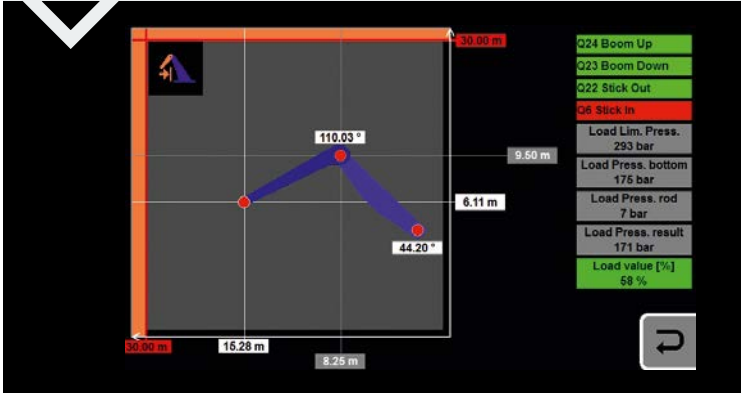 30.00 m
110.03 °
9.50 m
6.11 m
44.20 °
30.00 m
15.28 m
8.25 m
Q24 Boom Up
Q23 Boom Down
Q22 Stick Out
Q6 Stick In
Load Lim. Press.
293 bar
Load Press. bottom
175 bar
Load Press. rod
7 bar
Load Press. result
171 bar
Load value [%]
58 %